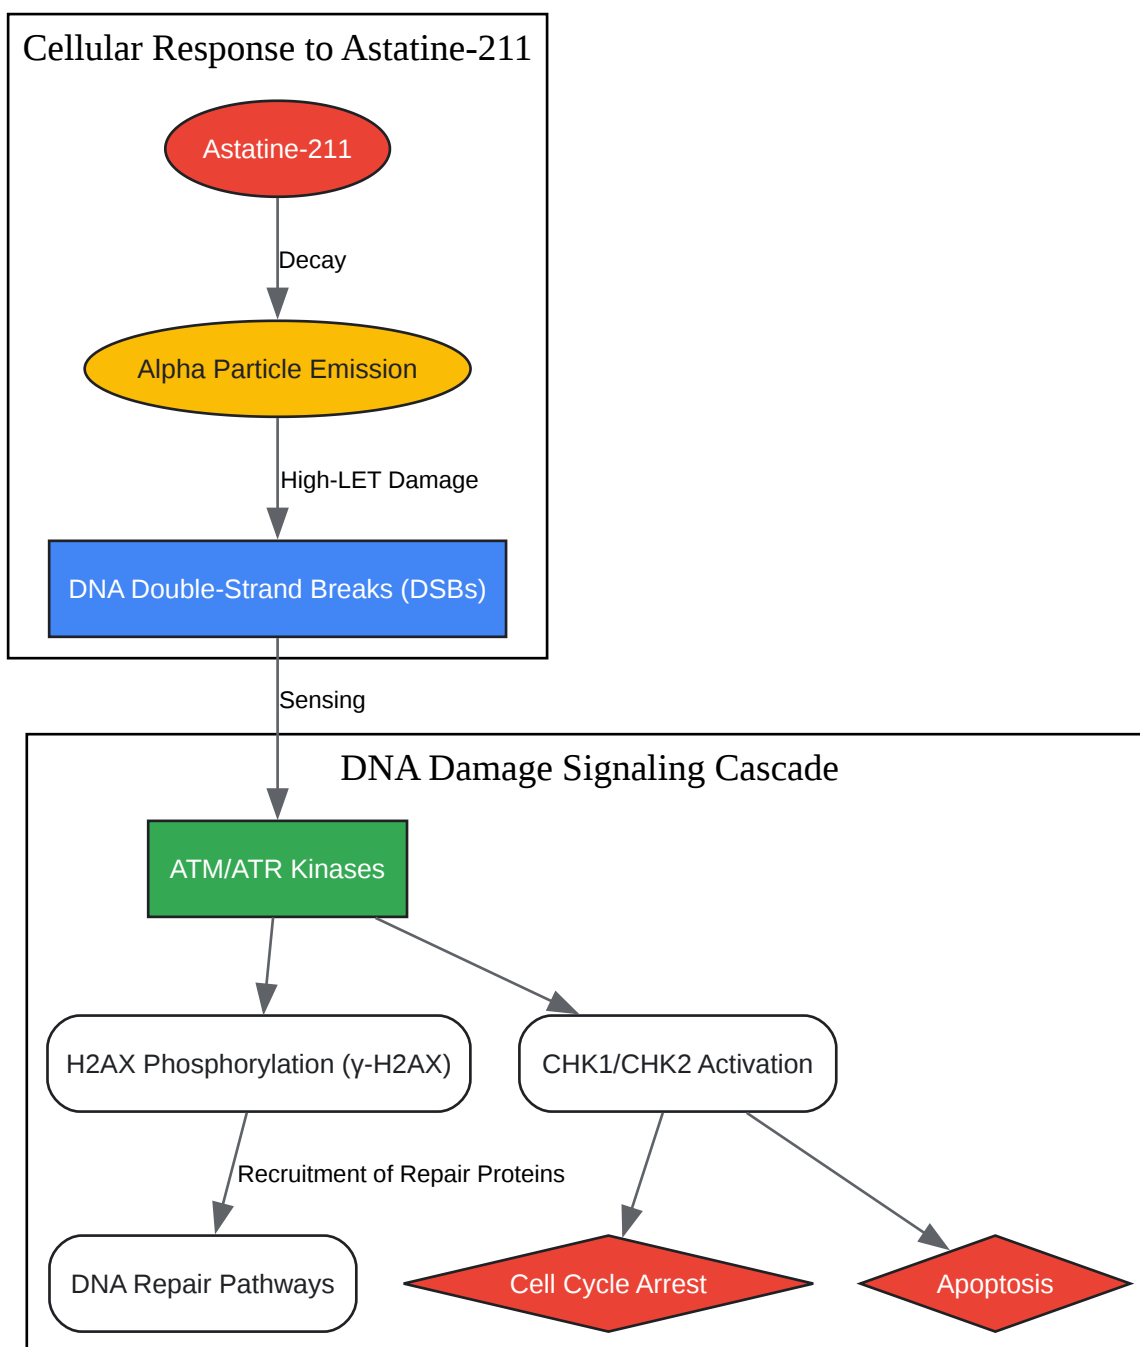 Cellular Response to Astatine-211
Astatine-211
Decay
Alpha Particle Emission
High-LET Damage
DNA Double-Strand Breaks (DSBs)
Sensing
DNA Damage Signaling Cascade
ATM/ATR Kinases
H2AX Phosphorylation (γ-H2AX)
CHK1/CHK2 Activation
Recruitment of Repair Proteins
DNA Repair Pathways
Cell Cycle Arrest
Apoptosis